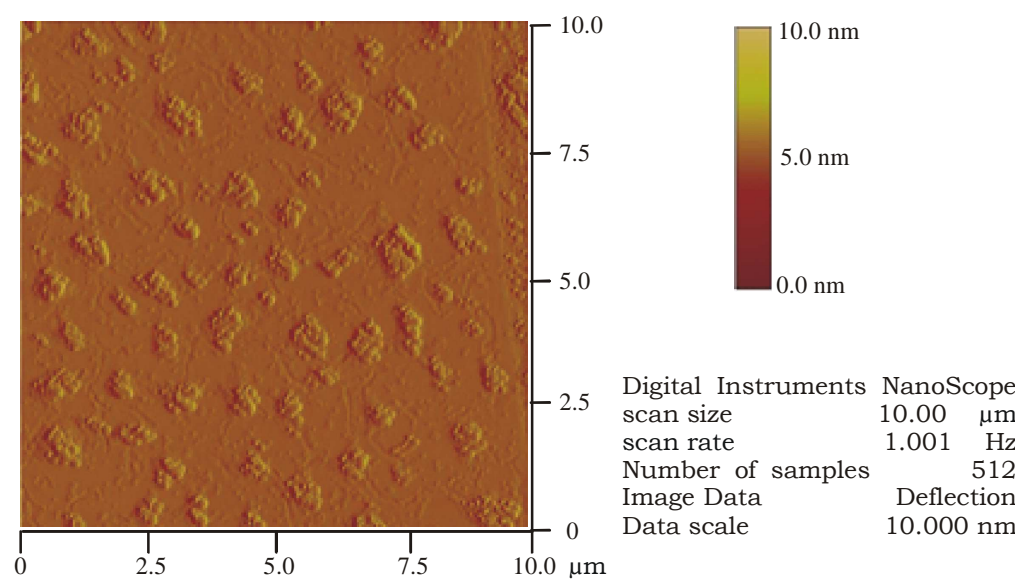 10.0
7.5
5.0
2.5
0
0 2.5 5.0 7.5 10.0 μm
10.0 nm
5.0 nm
0.0 nm
Digital Instruments NanoScope
scan size 10.00 μm
scan rate 1.001 Hz
Number of samples 512
Image Data Deflection
Data scale 10.000 nm